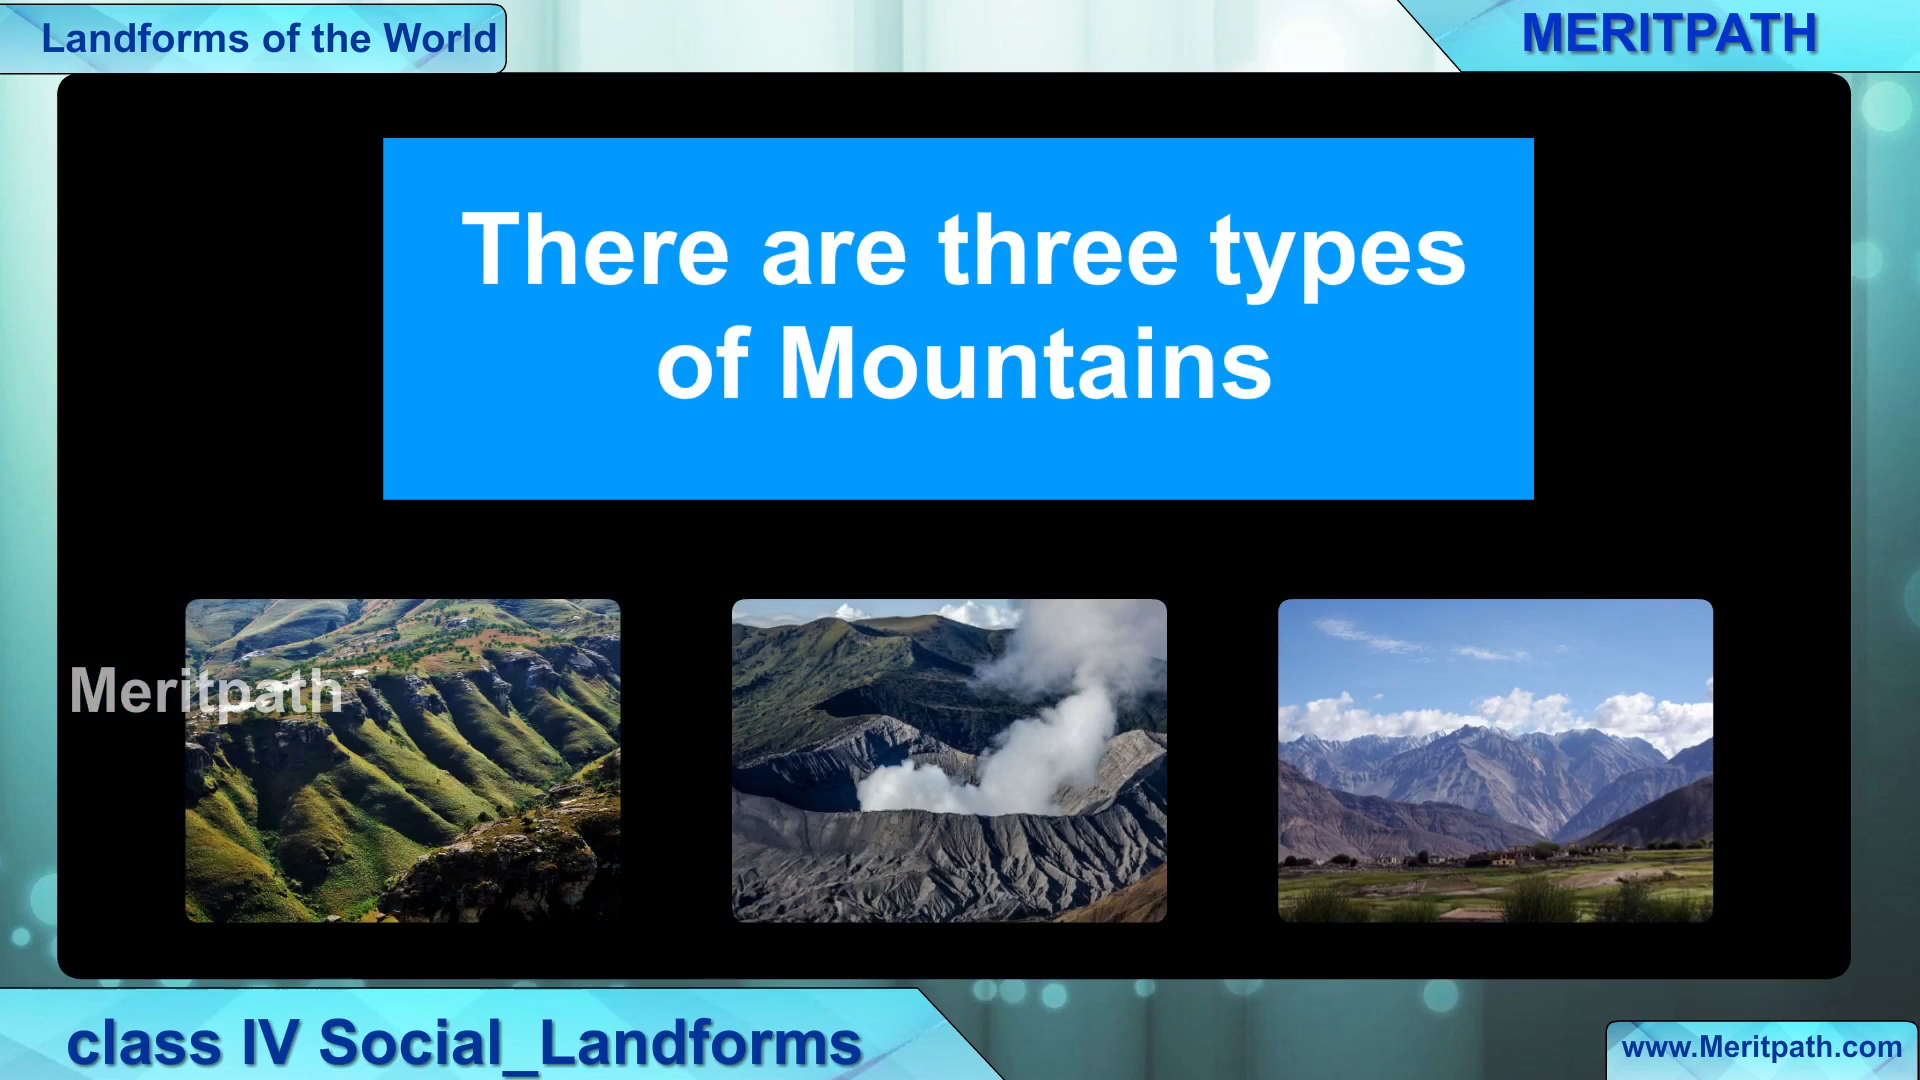 Landforms of the World
MERITPATH
There are three types
of Mountains
Meritpath
class IV Social_Landforms
www.Meritpath.com